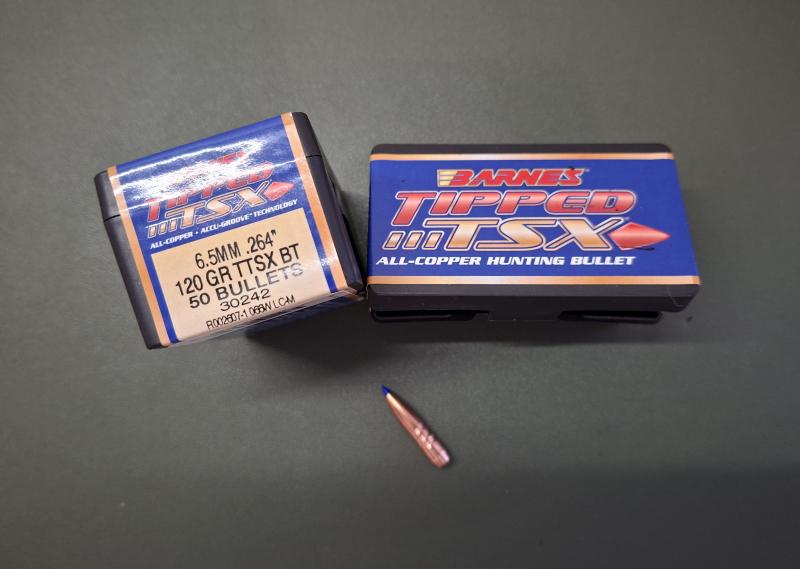 TIPPED
TSX
ALL-COPPER • ACCU-GROOVE™ TECHNOLOGY
6.5MM .264"
120 GR TTSX BT
50 BULLETS
30242
BARNES
TIPPED
TSX
ALL-COPPER HUNTING BULLET